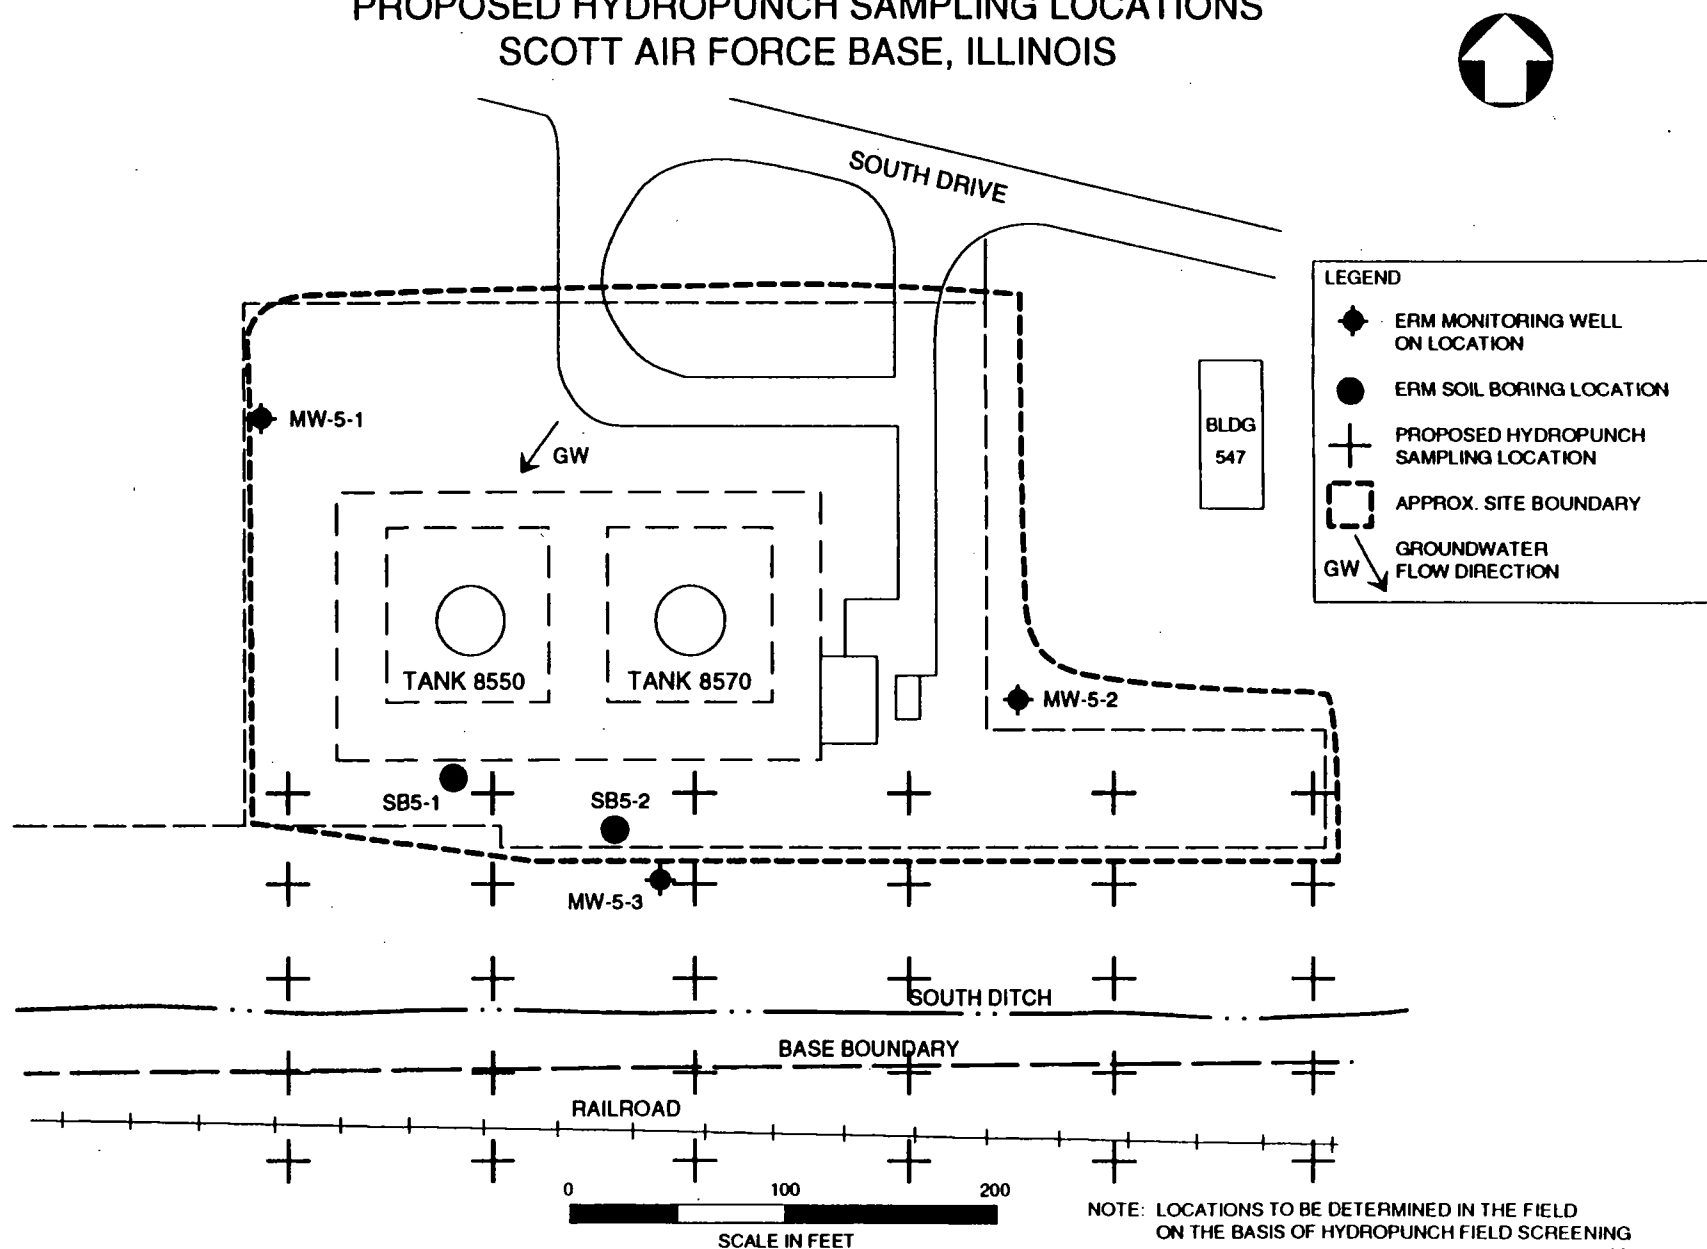 PROPOSED HYDROPUNCH SAMPLING LOCATIONS
SCOTT AIR FORCE BASE, ILLINOIS
SOUTH DRIVE
LEGEND
ERM MONITORING WELL
ON LOCATION
ERM SOIL BORING LOCATION
PROPOSED HYDROPUNCH
SAMPLING LOCATION
APPROX. SITE BOUNDARY
GROUNDWATER
GW
FLOW DIRECTION
BLDG
547
MW-5-1
GW
TANK 8550
TANK 8570
MW-5-2
SB5-1
SB5-2
MW-5-3
SOUTH DITCH
BASE BOUNDARY
RAILROAD
0 100 200
SCALE IN FEET
NOTE: LOCATIONS TO BE DETERMINED IN THE FIELD
ON THE BASIS OF HYDROPUNCH FIELD SCREENING